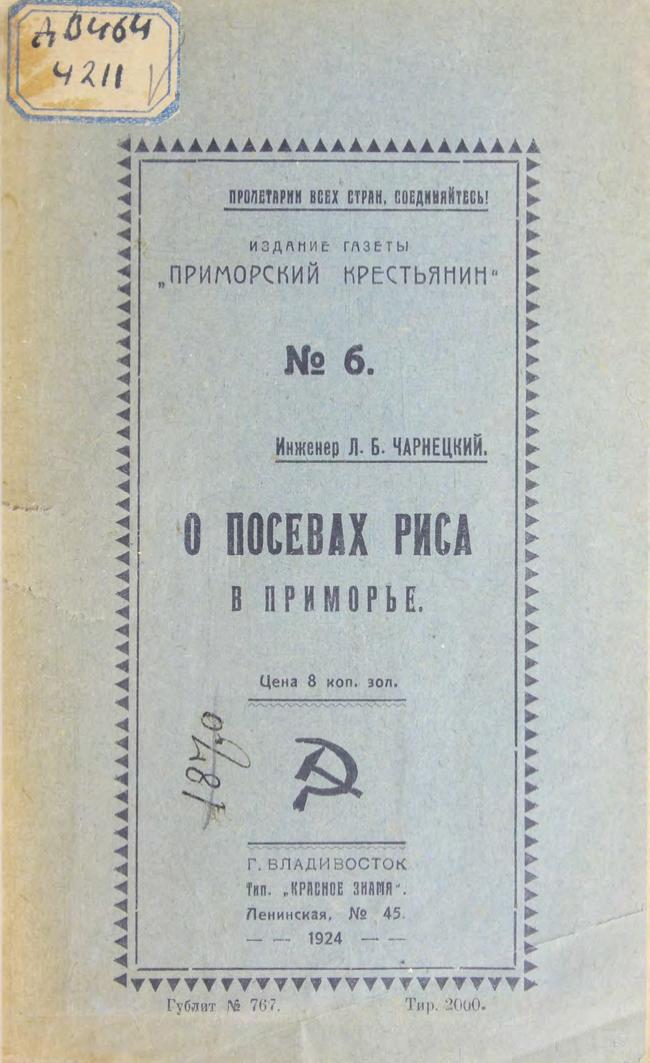 ДВ464
4211
ПРОЛЕТАРИИ ВСЕХ СТРАН, СОЕДИНЯЙТЕСЬ!
ИЗДАНИЕ ГАЗЕТЫ
„ПРИМОРСКИЙ КРЕСТЬЯНИН“
№ 6.
Инженер Л. Б. ЧАРНЕЦКИЙ.
О ПОСЕВАХ РИСА
В ПРИМОРЬЕ.
Цена 8 коп. зол.
Г. ВЛАДИВОСТОК
Тип. „КРАСНОЕ ЗНАМЯ“.
Ленинская, № 45.
— — 1924 — —
Гублит № 767. Тир. 2000.